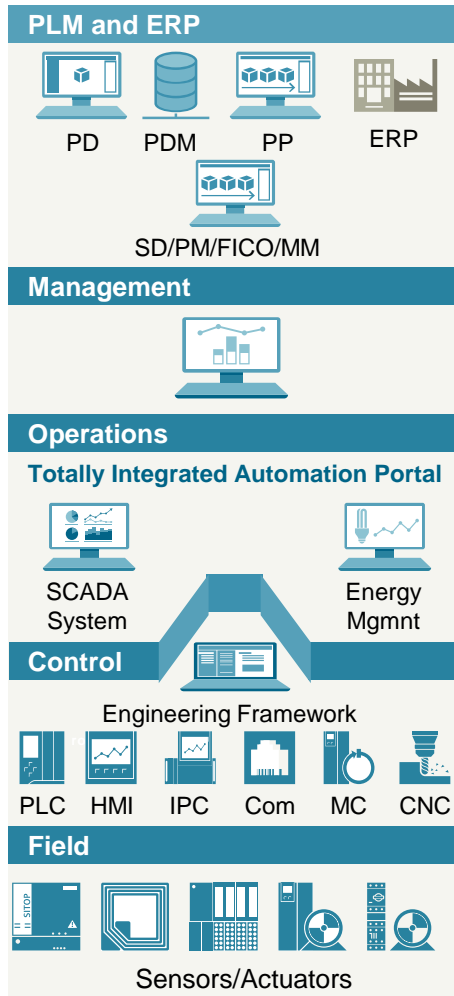 PLM and ERP
PD PDM PP ERP
SD/PM/FICO/MM
Management
Operations
Totally Integrated Automation Portal
SCADA
System
Energy
Mgmnt
Control
Engineering Framework
PLC HMI IPC Com MC CNC
Field
SITOP
Sensors/Actuators